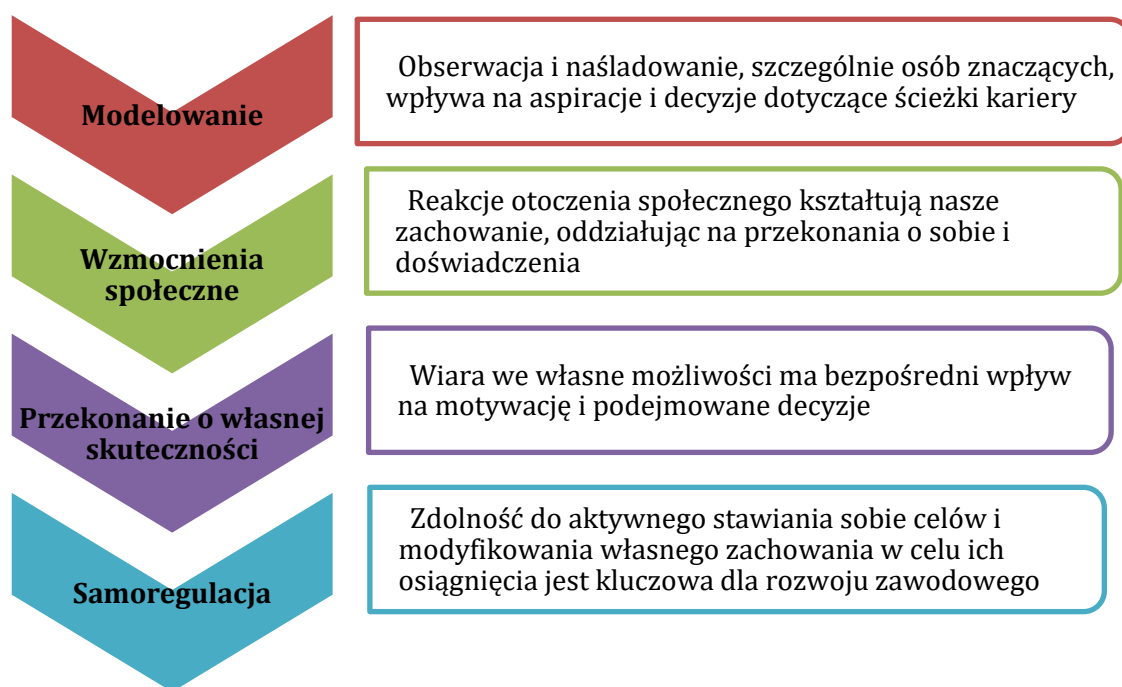 Modelowanie
Obserwacja i naśladowanie, szczególnie osób znaczących,
wpływa na aspiracje i decyzje dotyczące ścieżki kariery
Wzmocnienia
społeczne
Reakcje otoczenia społecznego kształtują nasze
zachowanie, oddziałując na przekonania o sobie i
doświadczenia
Przekonanie o własnej
skuteczności
Wiara we własne możliwości ma bezpośredni wpływ
na motywację i podejmowane decyzje
Samoregulacja
Zdolność do aktywnego stawiania sobie celów i
modyfikowania własnego zachowania w celu ich
osiągnięcia jest kluczowa dla rozwoju zawodowego